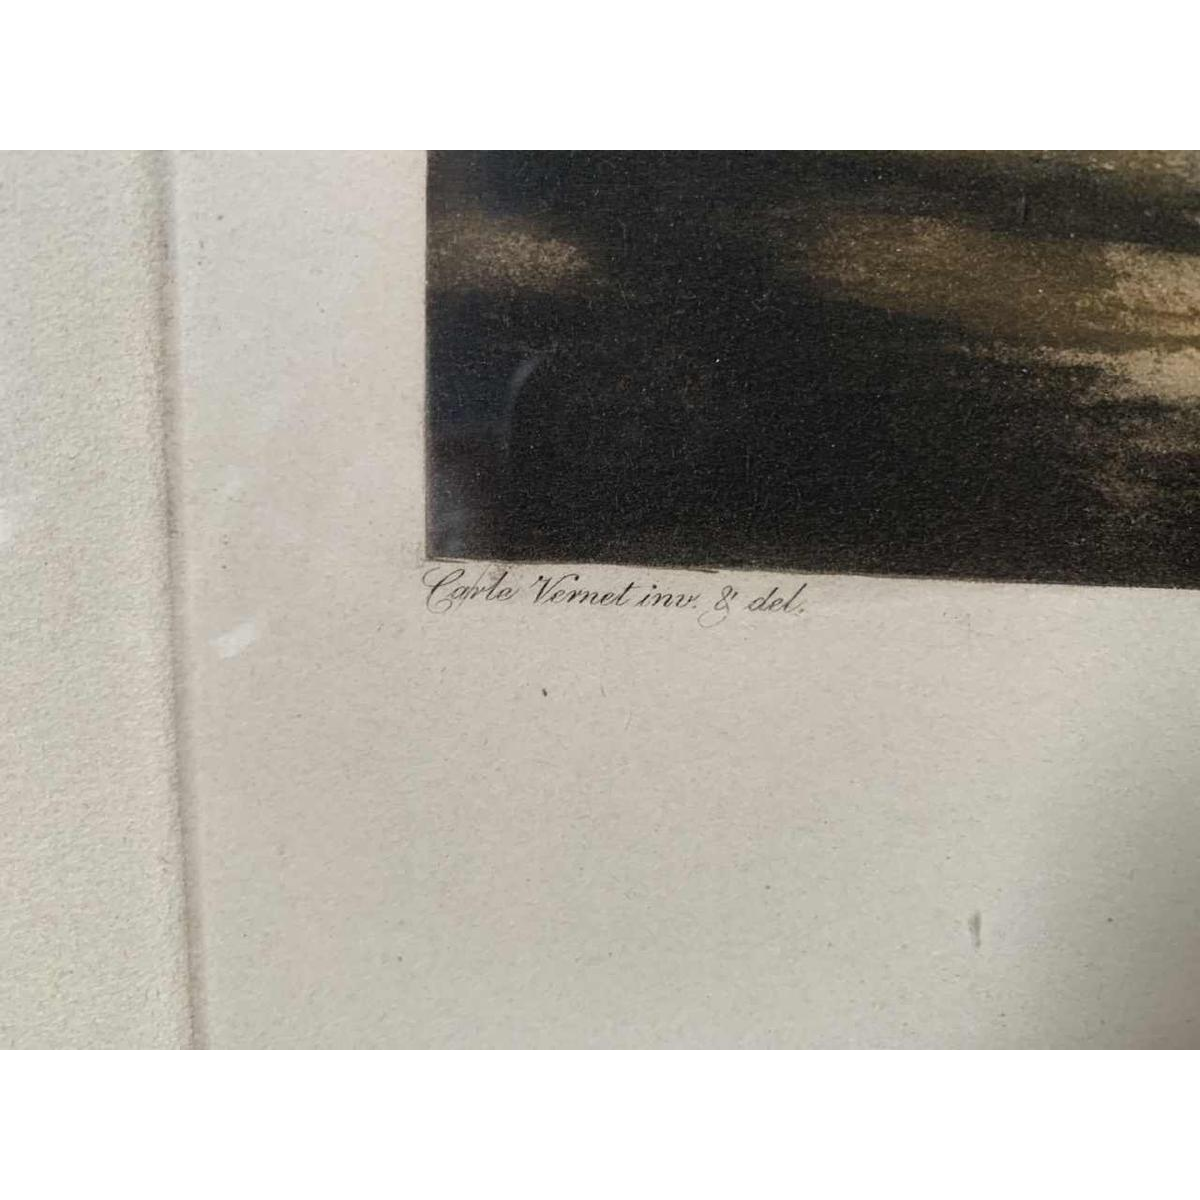 Carle Vernet inv. & del.